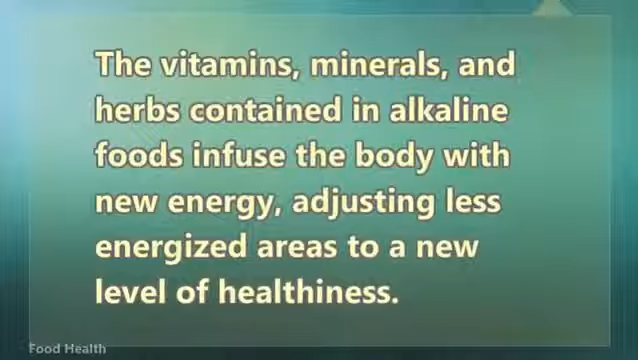 The vitamins, minerals, and
herbs contained in alkaline
foods infuse the body with
new energy, adjusting less
energized areas to a new
level of healthiness.
Food Health